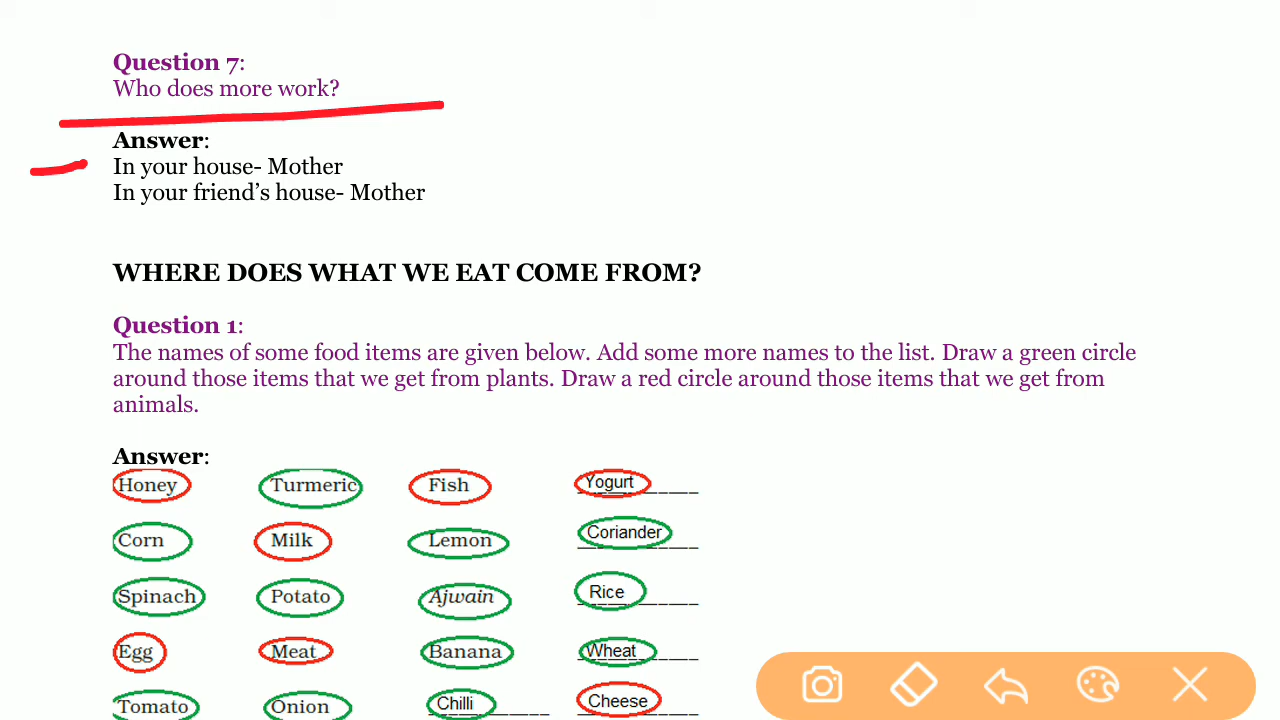 Question 7:
Who does more work?
Answer:
In your house- Mother
In your friend's house- Mother
WHERE DOES WHAT WE EAT COME FROM?
Question 1:
The names of some food items are given below. Add some more names to the list. Draw a green circle
around those items that we get from plants. Draw a red circle around those items that we get from
animals.
Answer:
Honey Turmeric Fish Yogurt
Corn Milk Lemon Coriander
Spinach Potato Ajwain Rice
Egg Meat Banana Wheat
Tomato Onion Chilli Cheese